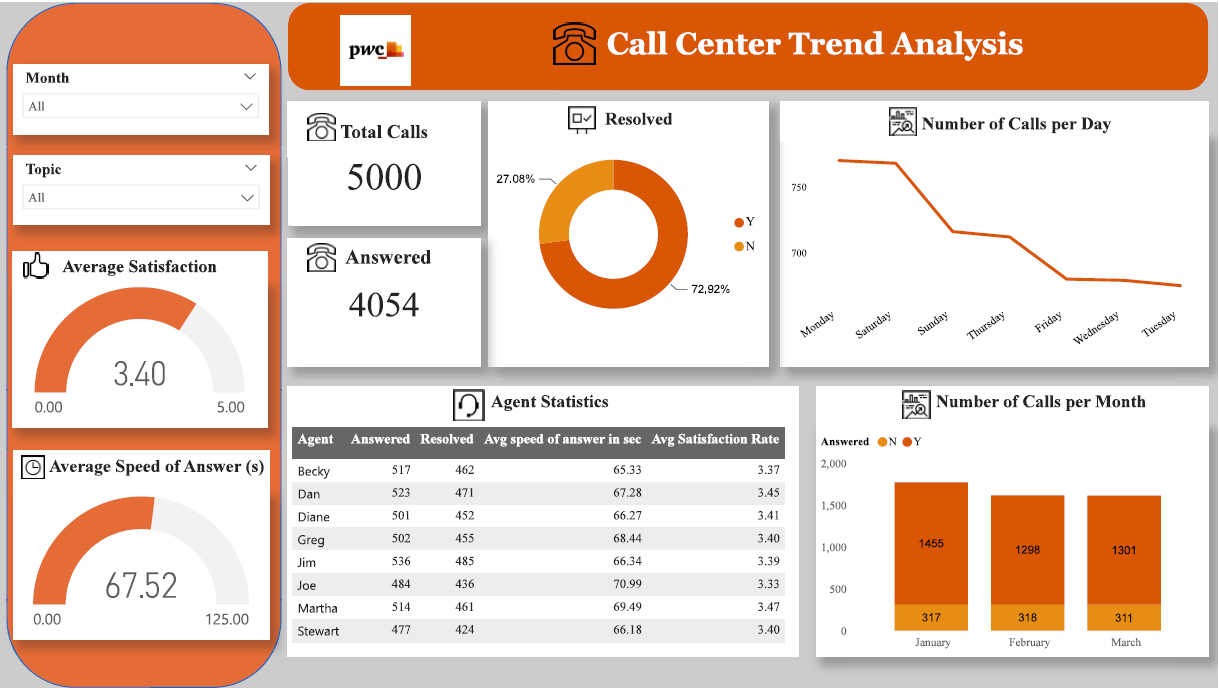 pwc
Call Center Trend Analysis
Month
All
Topic
All
Average Satisfaction
3.40
0.00 5.00
Average Speed of Answer (s)
67.52
0.00 125.00
Total Calls
5000
Answered
4054
Resolved
27.08%
72,92%
Y
N
Number of Calls per Day
750
700
Monday Saturday Sunday Thursday Friday Wednesday Tuesday
Agent Statistics
Agent Answered Resolved Avg speed of answer in sec Avg Satisfaction Rate
Becky 517 462 65.33 3.37
Dan 523 471 67.28 3.45
Diane 501 452 66.27 3.41
Greg 502 455 68.44 3.40
Jim 536 485 66.34 3.39
Joe 484 436 70.99 3.33
Martha 514 461 69.49 3.47
Stewart 477 424 66.18 3.40
Number of Calls per Month
Answered N Y
2,000
1,500
1,000
500
0
1455 1298 1301
317 318 311
January February March